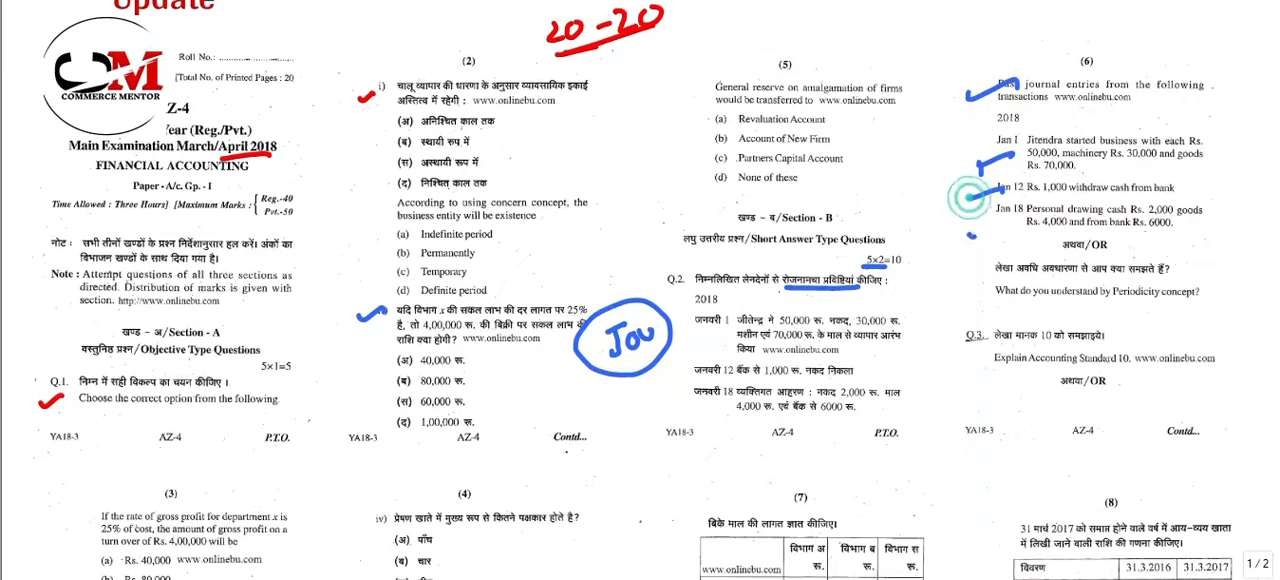 Update
20-20
COMMERCE MENTOR
Roll No.: ........................
[Total No. of Printed Pages : 20
Z-4
Year (Reg./Pvt.)
Main Examination March/April 2018
FINANCIAL ACCOUNTING
Paper - A/c. Gp. - I
Time Allowed : Three Hours] [Maximum Marks : { Reg.-40
Pvt.-50
नोट : सभी तीनों खण्डों के प्रश्न निर्देशानुसार हल करें। अंकों का
विभाजन खण्डों के साथ दिया गया है।
Note : Attempt questions of all three sections as
directed. Distribution of marks is given with
section. http://www.onlinebu.com
खण्ड - अ/Section - A
वस्तुनिष्ठ प्रश्न/Objective Type Questions
5x1=5
Q.1. निम्न में सही विकल्प का चयन कीजिए ।
Choose the correct option from the following
YA18-3 AZ-4 P.T.O.
(2)
i) चालू व्यापार की धारणा के अनुसार व्यावसायिक इकाई
अस्तित्व में रहेगी : www.onlinebu.com
(अ) अनिश्चित काल तक
(ब) स्थायी रूप में
(स) अस्थायी रूप में
(द) निश्चित काल तक
According to using concern concept, the
business entity will be existence
(a) Indefinite period
(b) Permanently
(c) Temporary
(d) Definite period
यदि विभाग x की सकल लाभ की दर लागत पर 25%
है, तो 4,00,000 रू. की बिक्री पर सकल लाभ की
राशि क्या होगी? www.onlinebu.com
(अ) 40,000 रू.
(ब) 80,000 रू.
(स) 60,000 रू.
(द) 1,00,000 रू.
YA18-3 AZ-4 Contd...
Jou
(5)
General reserve on amalgamation of firms
would be transferred to www.onlinebu.com
(a) Revaluation Account
(b) Account of New Firm
(c) Partners Capital Account
(d) None of these
खण्ड - ब/Section - B
लघु उत्तरीय प्रश्न/Short Answer Type Questions
5x2=10
Q.2. निम्नलिखित लेनदेनों से रोजनामचा प्रविष्टियां कीजिए :
2018
जनवरी 1 जीतेन्द्र ने 50,000 रू. नकद, 30,000 रू.
मशीन एवं 70,000 रू. के माल से व्यापार आरंभ
किया www.onlinebu.com
जनवरी 12 बैंक से 1,000 रू. नकद निकला
जनवरी 18 व्यक्तिगत आहरण : नकद 2,000 रू. माल
4,000 रू. एवं बैंक से 6000 रू.
YA18-3 AZ-4 P.T.O.
(6)
journal entries from the following
transactions www.onlinebu.com
2018
Jan 1 Jitendra started business with each Rs.
50,000, machinery Rs. 30,000 and goods
Rs. 70,000.
Jan 12 Rs. 1,000 withdraw cash from bank
Jan 18 Personal drawing cash Rs. 2,000 goods
Rs. 4,000 and from bank Rs. 6000.
अथवा/OR
लेखा अवधि अवधारणा से आप क्या समझते हैं?
What do you understand by Periodicity concept?
Q.3. लेखा मानक 10 को समझाइये।
Explain Accounting Standard 10. www.onlinebu.com
अथवा/OR
YA18-3 AZ-4 Contd...
(3)
If the rate of gross profit for department x is
25% of cost, the amount of gross profit on a
turn over of Rs. 4,00,000 will be
(a) Rs. 40,000 www.onlinebu.com
(b) Rs. 80,000
(4)
iv) प्रेषण खाते में मुख्य रूप से कितने पक्षकार होते है?
(अ) पाँच
(ब) चार
(7)
बिके माल की लागत ज्ञात कीजिए।
विभाग अ विभाग ब विभाग स
www.onlinebu.com रू. रू. रू.
(8)
31 मार्च 2017 को समान होने वाले वर्ष में आय-व्यय खाता
में लिखी जाने वाली राशि की गणना कीजिए।
विवरण 31.3.2016 31.3.2017
1/2